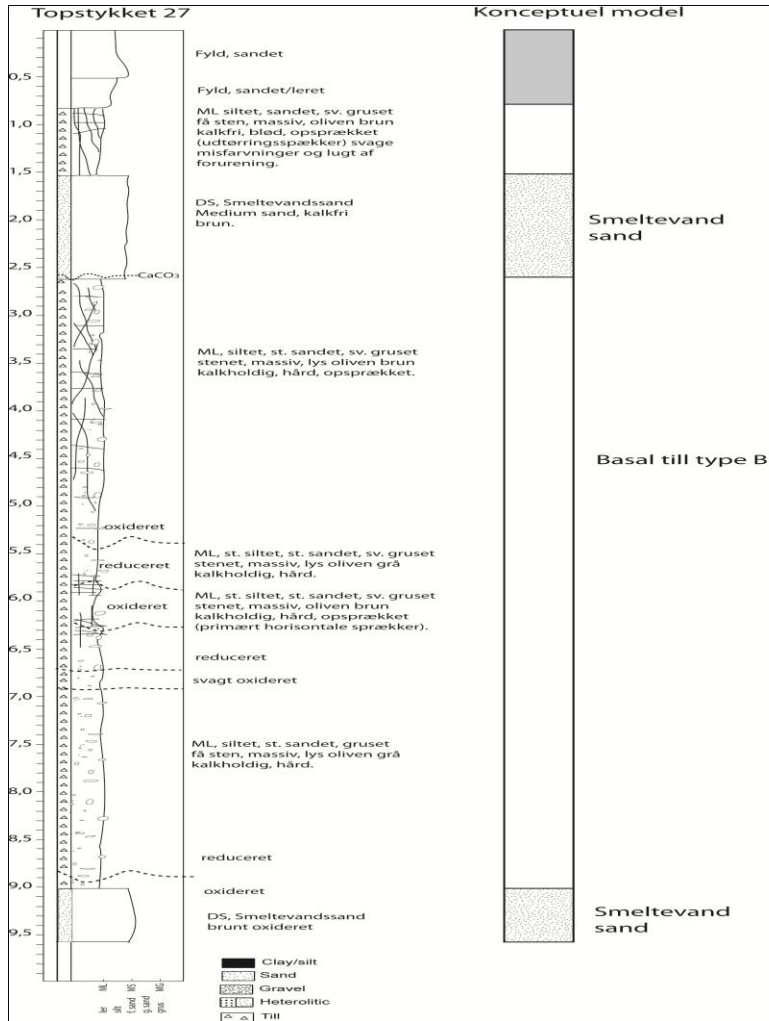 Topstykket 27
Konceptuel model
Fyld, sandet
0,5
Fyld, sandet/leret
ML siltet, sandet, sv. gruset
få sten, massiv, oliven brun
kalkfri, blød, opsprækket
(udtørringsspækker) svage
misfarvninger og lugt af
forurening.
1,0
1,5
DS, Smeltevandssand
Medium sand, kalkfri
brun.
2,0
Smeltevand
sand
2,5
CaCO₃
3,0
ML, siltet, st. sandet, sv. gruset
stenet, massiv, lys oliven brun
kalkholdig, hård, opsprækket.
3,5
4,0
4,5
Basal till type B
5,0
oxideret
5,5
reduceret
ML, st. siltet, st. sandet, sv. gruset
stenet, massiv, lys oliven grå
kalkholdig, hård.
6,0
oxideret
ML, st. siltet, st. sandet, sv. gruset
stenet, massiv, oliven brun
kalkholdig, hård, opsprækket
(primært horisontale sprækker).
6,5
reduceret
svagt oxideret
7,0
7,5
ML, siltet, st. sandet, gruset
få sten, massiv, lys oliven grå
kalkholdig, hård.
8,0
8,5
reduceret
9,0
oxideret
DS, Smeltevandssand
brunt oxideret
Smeltevand
sand
9,5
ML
MS
MG
ler
silt
f.sand
g.sand
grus
Clay/silt
Sand
Gravel
Heterolitic
Till